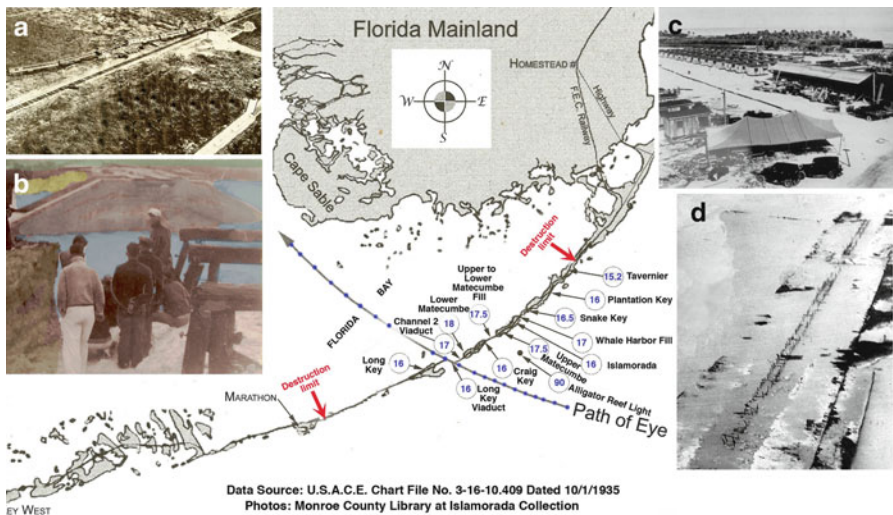 a
b
c
d
Florida Mainland
N
W
E
S
HOMESTEAD
Highway
F.E.C. Railway
Cape Sable
Destruction
limit
15.2
Tavernier
16
Plantation Key
16.5
Snake Key
17
Whale Harbor Fill
16
Islamorada
17.5
Upper
Matecumbe
90
Alligator Reef Light
Upper to
Lower
Matecumbe
Fill
17.5
Lower
Matecumbe
18
BAY
FLORIDA
Channel 2
Viaduct
17
Long
Key
16
16
Craig
Key
16
Long
Key
Viaduct
Path of Eye
MARATHON
Destruction
limit
EY WEST
Data Source: U.S.A.C.E. Chart File No. 3-16-10.409 Dated 10/1/1935
Photos: Monroe County Library at Islamorada Collection